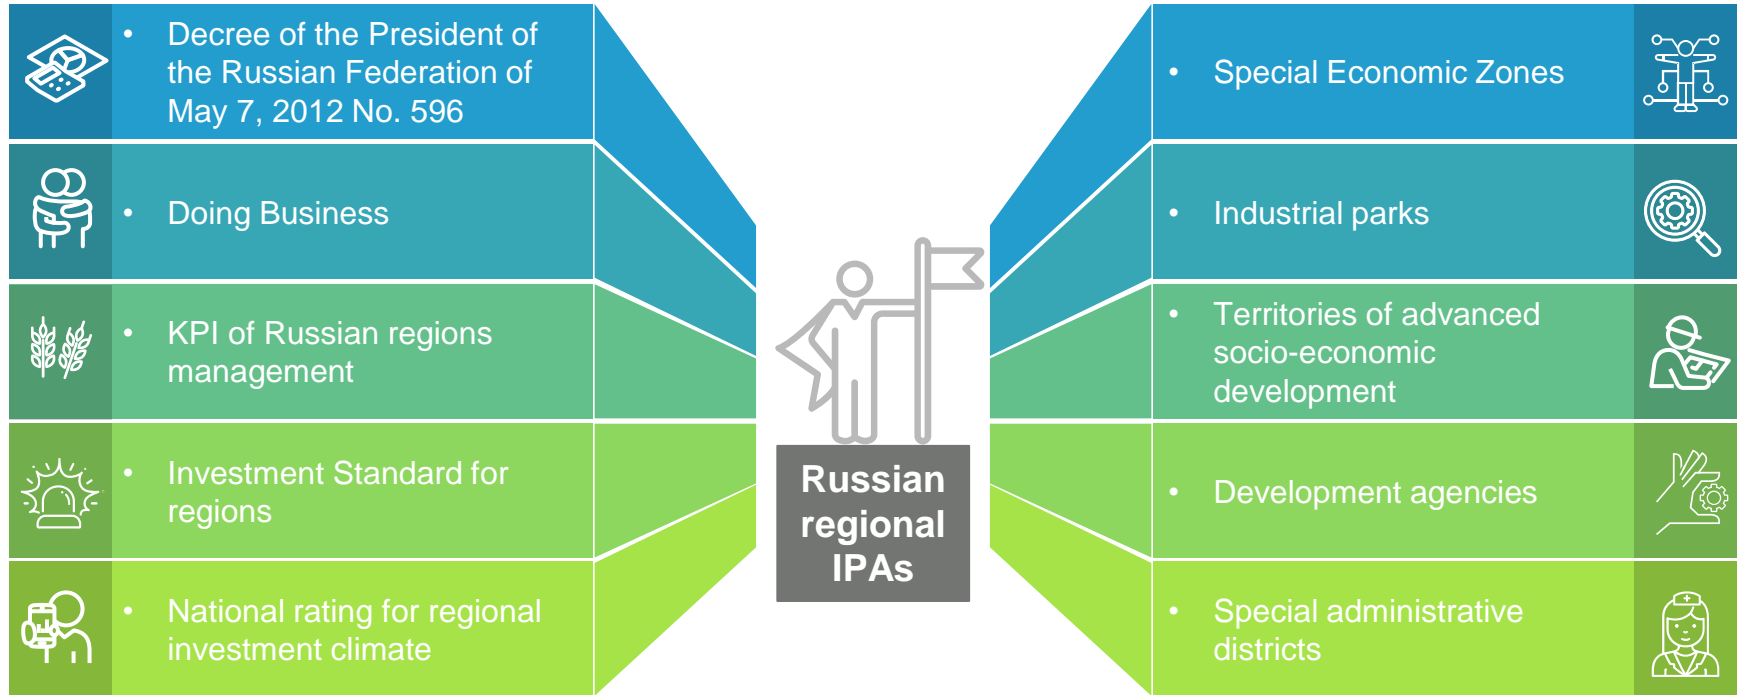 • Decree of the President of
the Russian Federation of
May 7, 2012 No. 596
• Doing Business
• KPI of Russian regions
management
• Investment Standard for
regions
• National rating for regional
investment climate
Russian
regional
IPAs
• Special Economic Zones
• Industrial parks
• Territories of advanced
socio-economic
development
• Development agencies
• Special administrative
districts